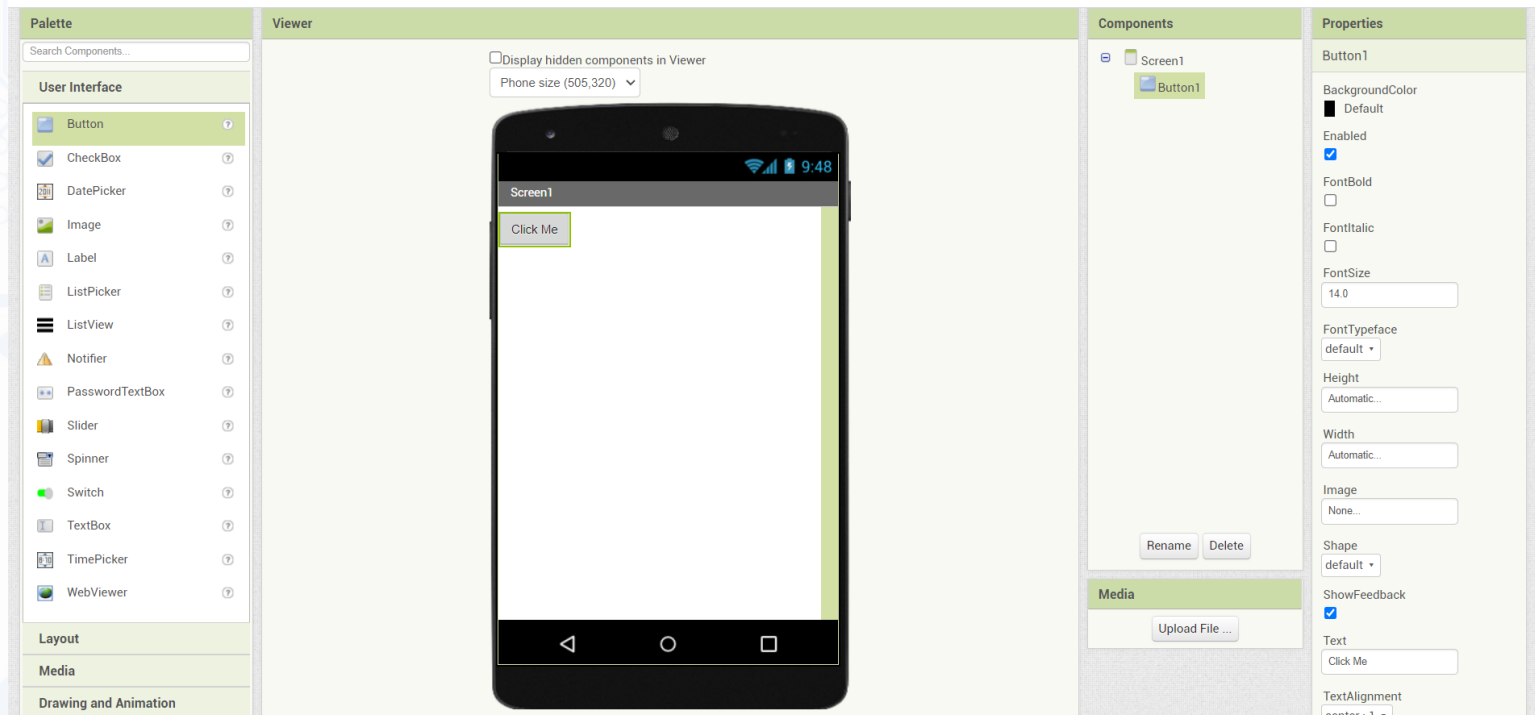 Palette
Search Components...
User Interface
Button
CheckBox
DatePicker
Image
Label
ListPicker
ListView
Notifier
PasswordTextBox
Slider
Spinner
Switch
TextBox
TimePicker
WebViewer
Layout
Media
Drawing and Animation
Viewer
Display hidden components in Viewer
Phone size (505,320)
9:48
Screen1
Click Me
Components
Screen1
Button1
Rename Delete
Media
Upload File ...
Properties
Button1
BackgroundColor
Default
Enabled
FontBold
FontItalic
FontSize
14.0
FontTypeface
default
Height
Automatic...
Width
Automatic...
Image
None...
Shape
default
ShowFeedback
Text
Click Me
TextAlignment
center : 1